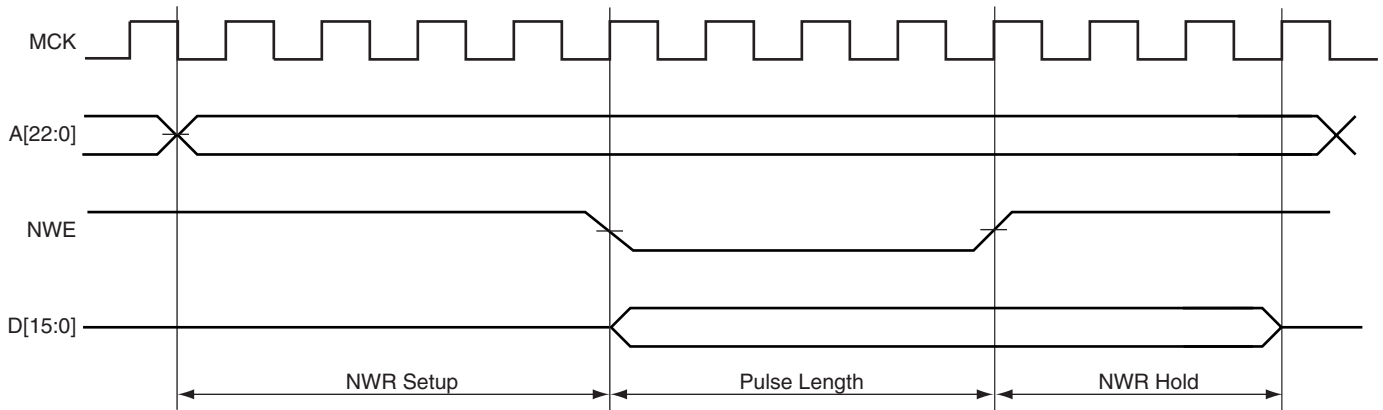 MCK
A[22:0]
NWE
D[15:0]
NWR Setup
Pulse Length
NWR Hold